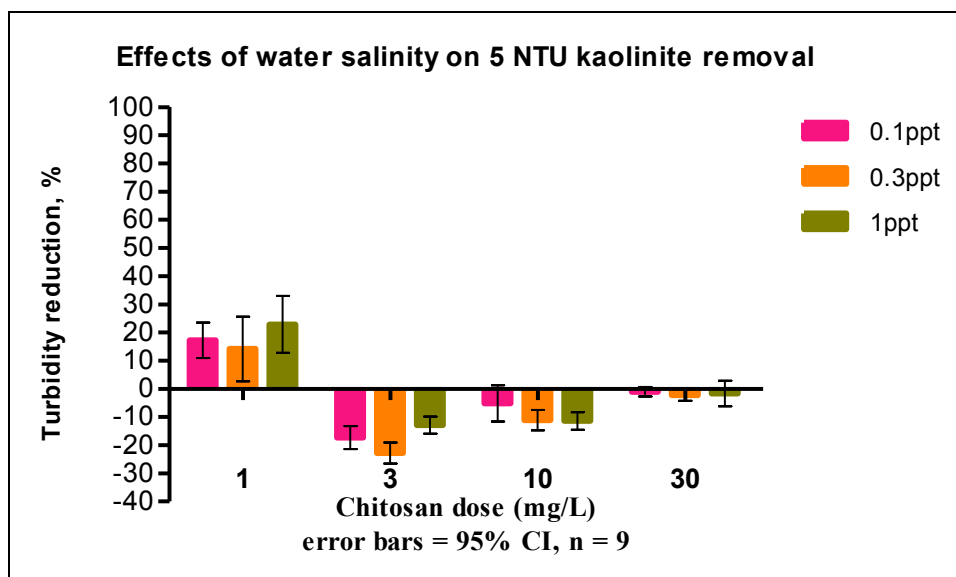 Effects of water salinity on 5 NTU kaolinite removal
Turbidity reduction, %
100
90
80
70
60
50
40
30
20
10
0
-10
-20
-30
-40
0.1ppt
0.3ppt
1ppt
1 3 10 30
Chitosan dose (mg/L)
error bars = 95% CI, n = 9